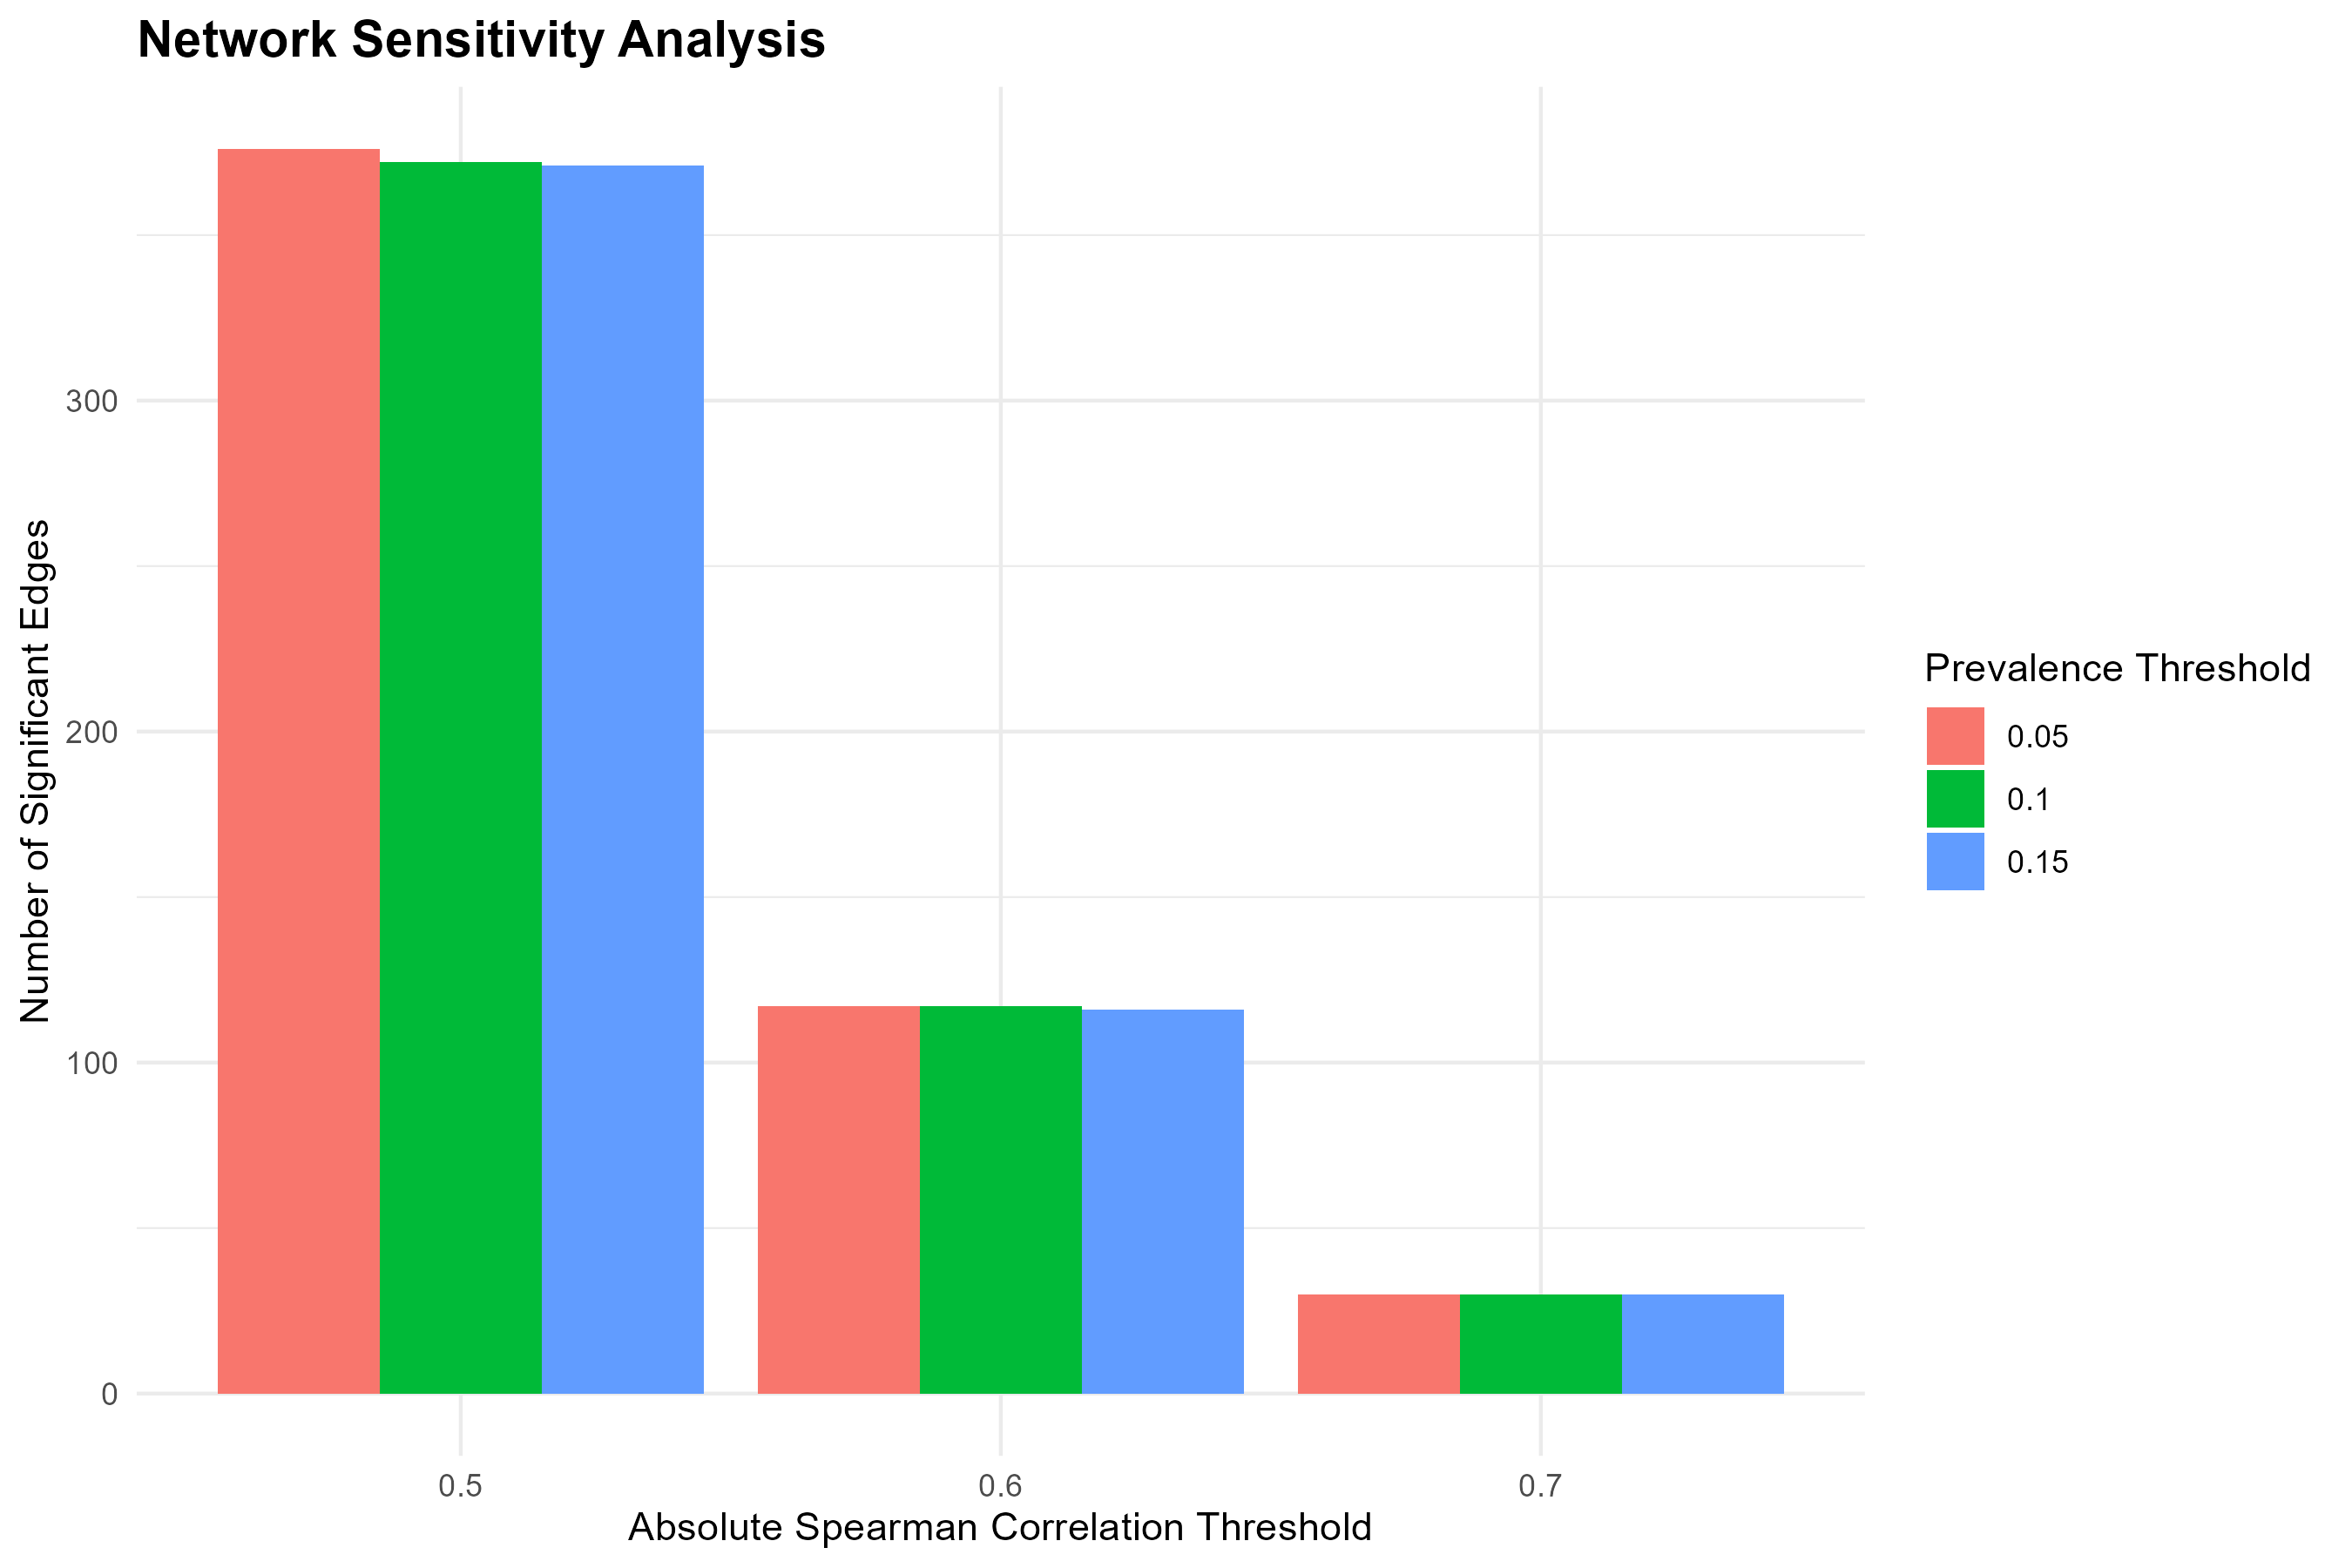 Network Sensitivity Analysis
Number of Significant Edges
300
200
100
0
0.5
0.6
0.7
Absolute Spearman Correlation Threshold
Prevalence Threshold
0.05
0.1
0.15